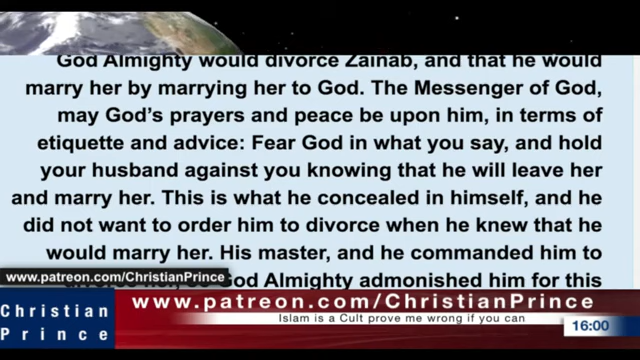 God Almighty would divorce Zainab, and that he would
marry her by marrying her to God. The Messenger of God,
may God's prayers and peace be upon him, in terms of
etiquette and advice: Fear God in what you say, and hold
your husband against you knowing that he will leave her
and marry her. This is what he concealed in himself, and he
did not want to order him to divorce when he knew that he
would marry her. His master, and he commanded him to
God Almighty admonished him for this
www.patreon.com/ChristianPrince
www.patreon.com/ChristianPrince
Christian
Prince
Islam is a Cult prove me wrong if you can
16:00